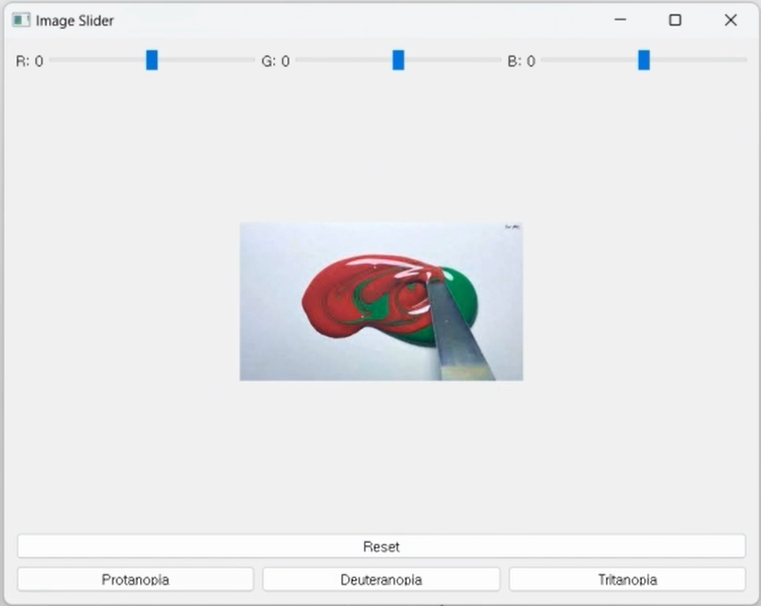 Image Slider
R: 0 G: 0 B: 0
Reset
Protanopia Deuteranopia Tritanopia